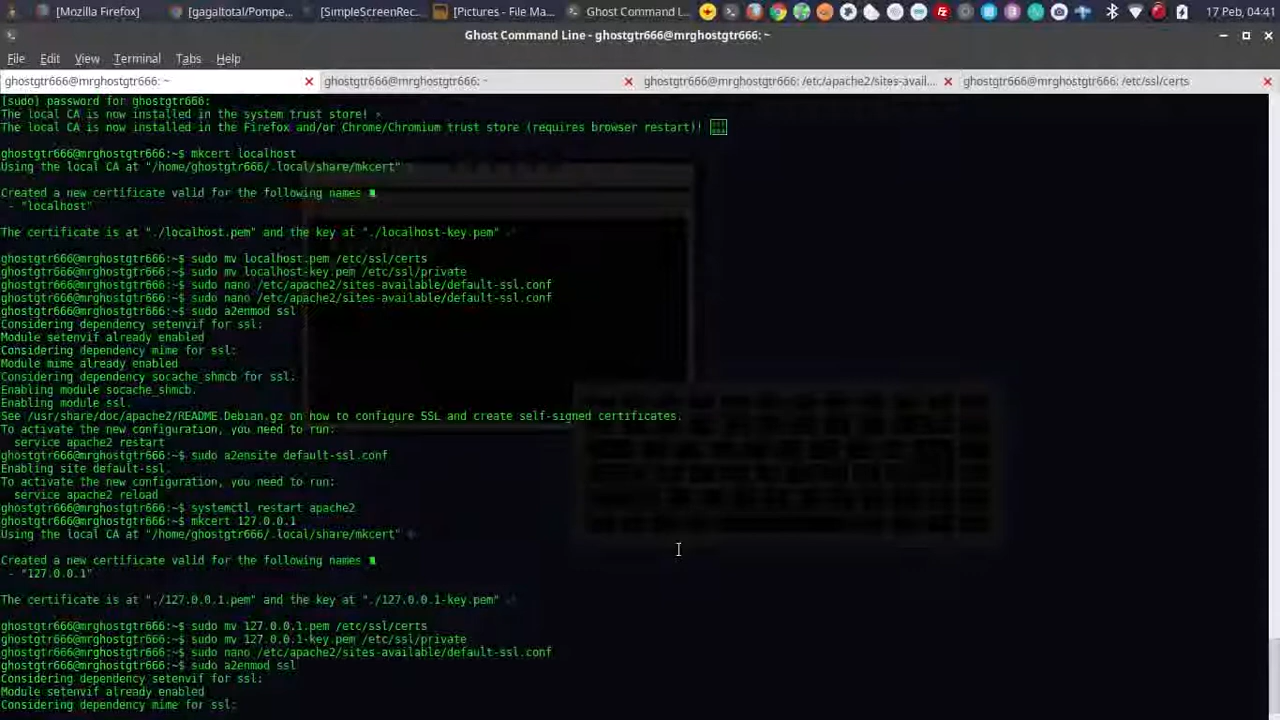 [Mozilla Firefox]
[gagaltotal/Pompe...
[SimpleScreenRec...
[Pictures - File Ma...
Ghost Command L...
17 Peb, 04:41
Ghost Command Line - ghostgtr666@mrghostgtr666: ~
File Edit View Terminal Tabs Help
ghostgtr666@mrghostgtr666: ~
ghostgtr666@mrghostgtr666: ~
ghostgtr666@mrghostgtr666: /etc/apache2/sites-avail...
ghostgtr666@mrghostgtr666: /etc/ssl/certs
[sudo) password for ghostgtr666:
The local CA is now installed in the system trust store!
The local CA is now installed in the Firefox and/or Chrome/Chromium trust store (requires browser restart)!
ghostgtr666@mrghostgtr666:~$ mkcert localhost
Using the local CA at "/home/ghostgtr666/.local/share/mkcert"
Created a new certificate valid for the following names
- "localhost"
The certificate is at "./localhost.pem" and the key at "./localhost-key.pem"
ghostgtr666@mrghostgtr666:~$ sudo mv localhost.pem /etc/ssl/certs
ghostgtr666@mrghostgtr666:~$ sudo mv localhost-key.pem /etc/ssl/private
ghostgtr666@mrghostgtr666:~$ sudo nano /etc/apache2/sites-available/default-ssl.conf
ghostgtr666@mrghostgtr666:~$ sudo nano /etc/apache2/sites-available/default-ssl.conf
ghostgtr666@mrghostgtr666:~$ sudo a2enmod ssl
Considering dependency setenvif for ssl:
Module setenvif already enabled
Considering dependency mime for ssl:
Module mime already enabled
Considering dependency socache_shmcb for ssl:
Enabling module socache_shmcb.
Enabling module ssl.
See /usr/share/doc/apache2/README.Debian.gz on how to configure SSL and create self-signed certificates.
To activate the new configuration, you need to run:
service apache2 restart
ghostgtr666@mrghostgtr666:~$ sudo a2ensite default-ssl.conf
Enabling site default-ssl.
To activate the new configuration, you need to run:
service apache2 reload
ghostgtr666@mrghostgtr666:~$ systemctl restart apache2
ghostgtr666@mrghostgtr666:~$ mkcert 127.0.0.1
Using the local CA at "/home/ghostgtr666/.local/share/mkcert"
Created a new certificate valid for the following names
- "127.0.0.1"
The certificate is at "./127.0.0.1.pem" and the key at "./127.0.0.1-key.pem"
ghostgtr666@mrghostgtr666:~$ sudo mv 127.0.0.1.pem /etc/ssl/certs
ghostgtr666@mrghostgtr666:~$ sudo mv 127.0.0.1-key.pem /etc/ssl/private
ghostgtr666@mrghostgtr666:~$ sudo nano /etc/apache2/sites-available/default-ssl.conf
ghostgtr666@mrghostgtr666:~$ sudo a2enmod ssl
Considering dependency setenvif for ssl:
Module setenvif already enabled
Considering dependency mime for ssl: